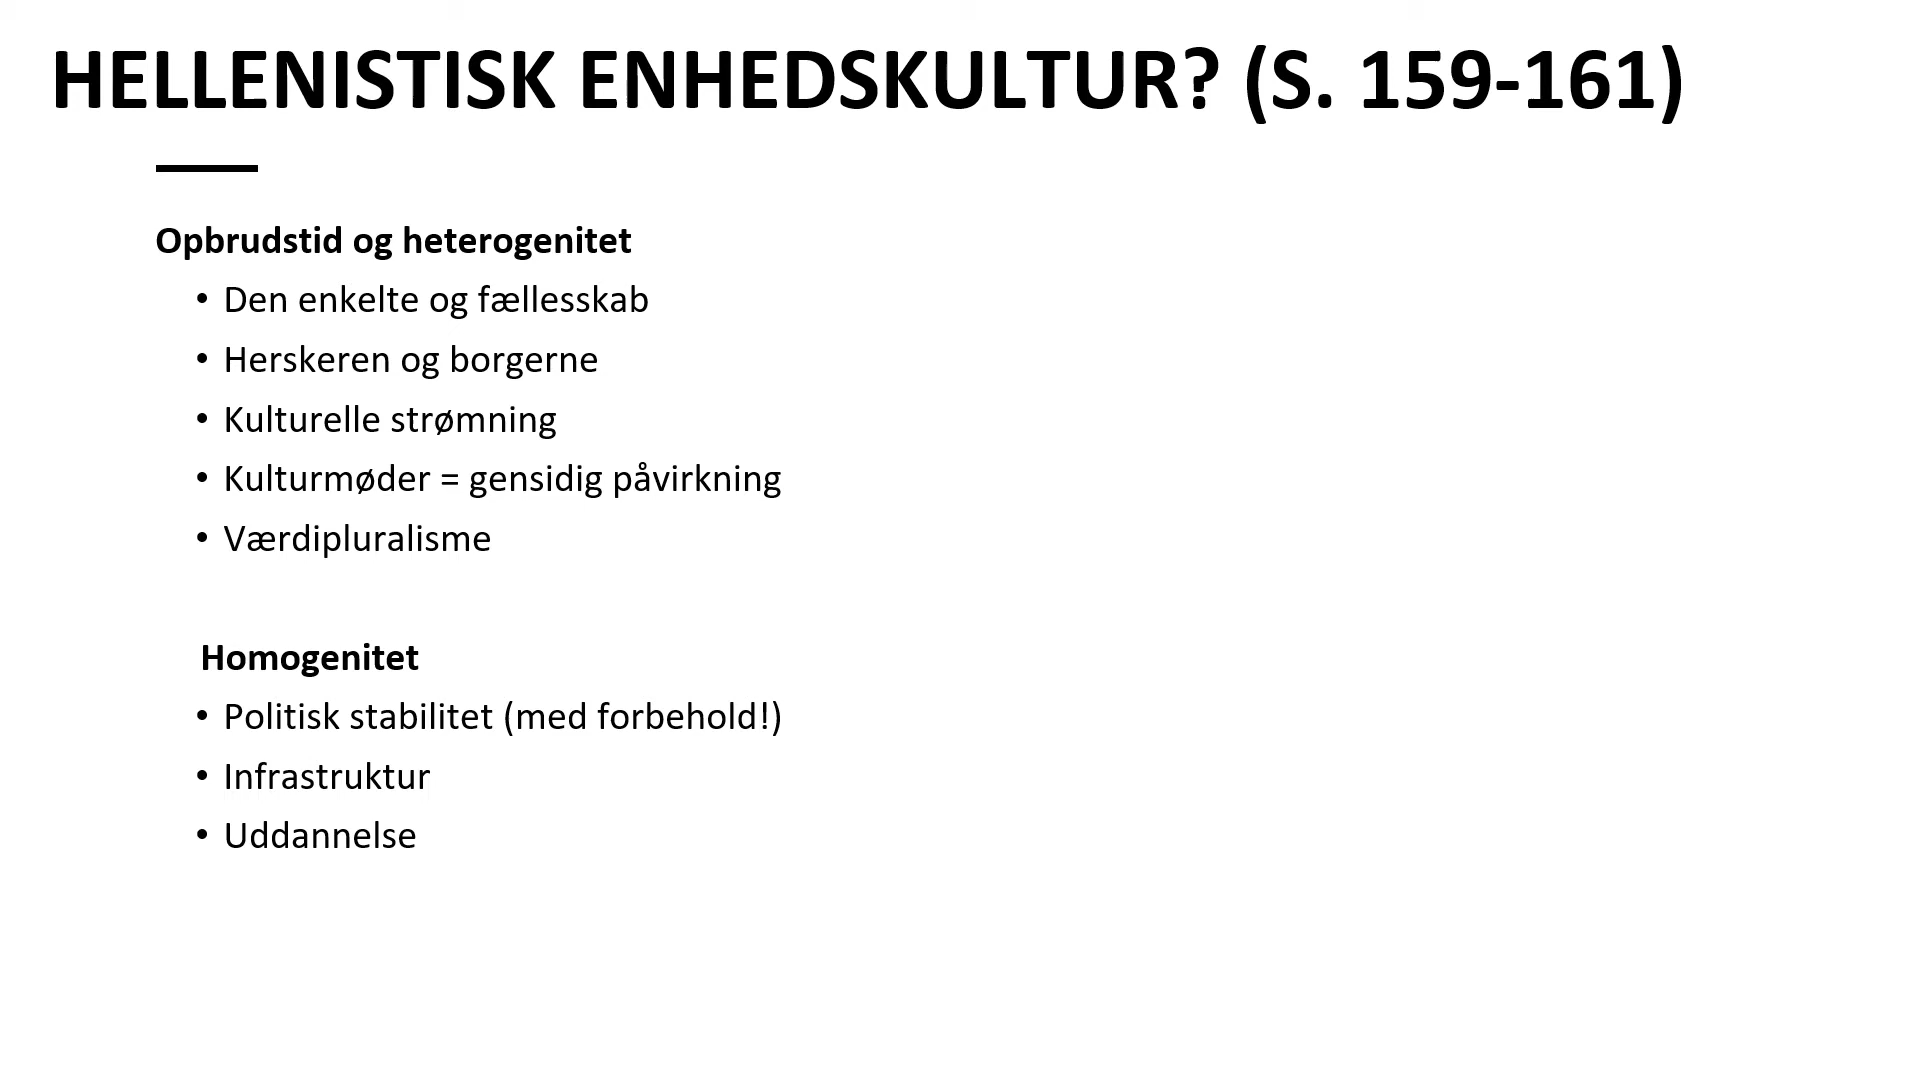 HELLENISTISK ENHEDSKULTUR? (S. 159-161)
Opbrudstid og heterogenitet
• Den enkelte og fællesskab
• Herskeren og borgerne
• Kulturelle strømning
• Kulturmøder = gensidig påvirkning
• Værdipluralisme
Homogenitet
• Politisk stabilitet (med forbehold!)
• Infrastruktur
• Uddannelse